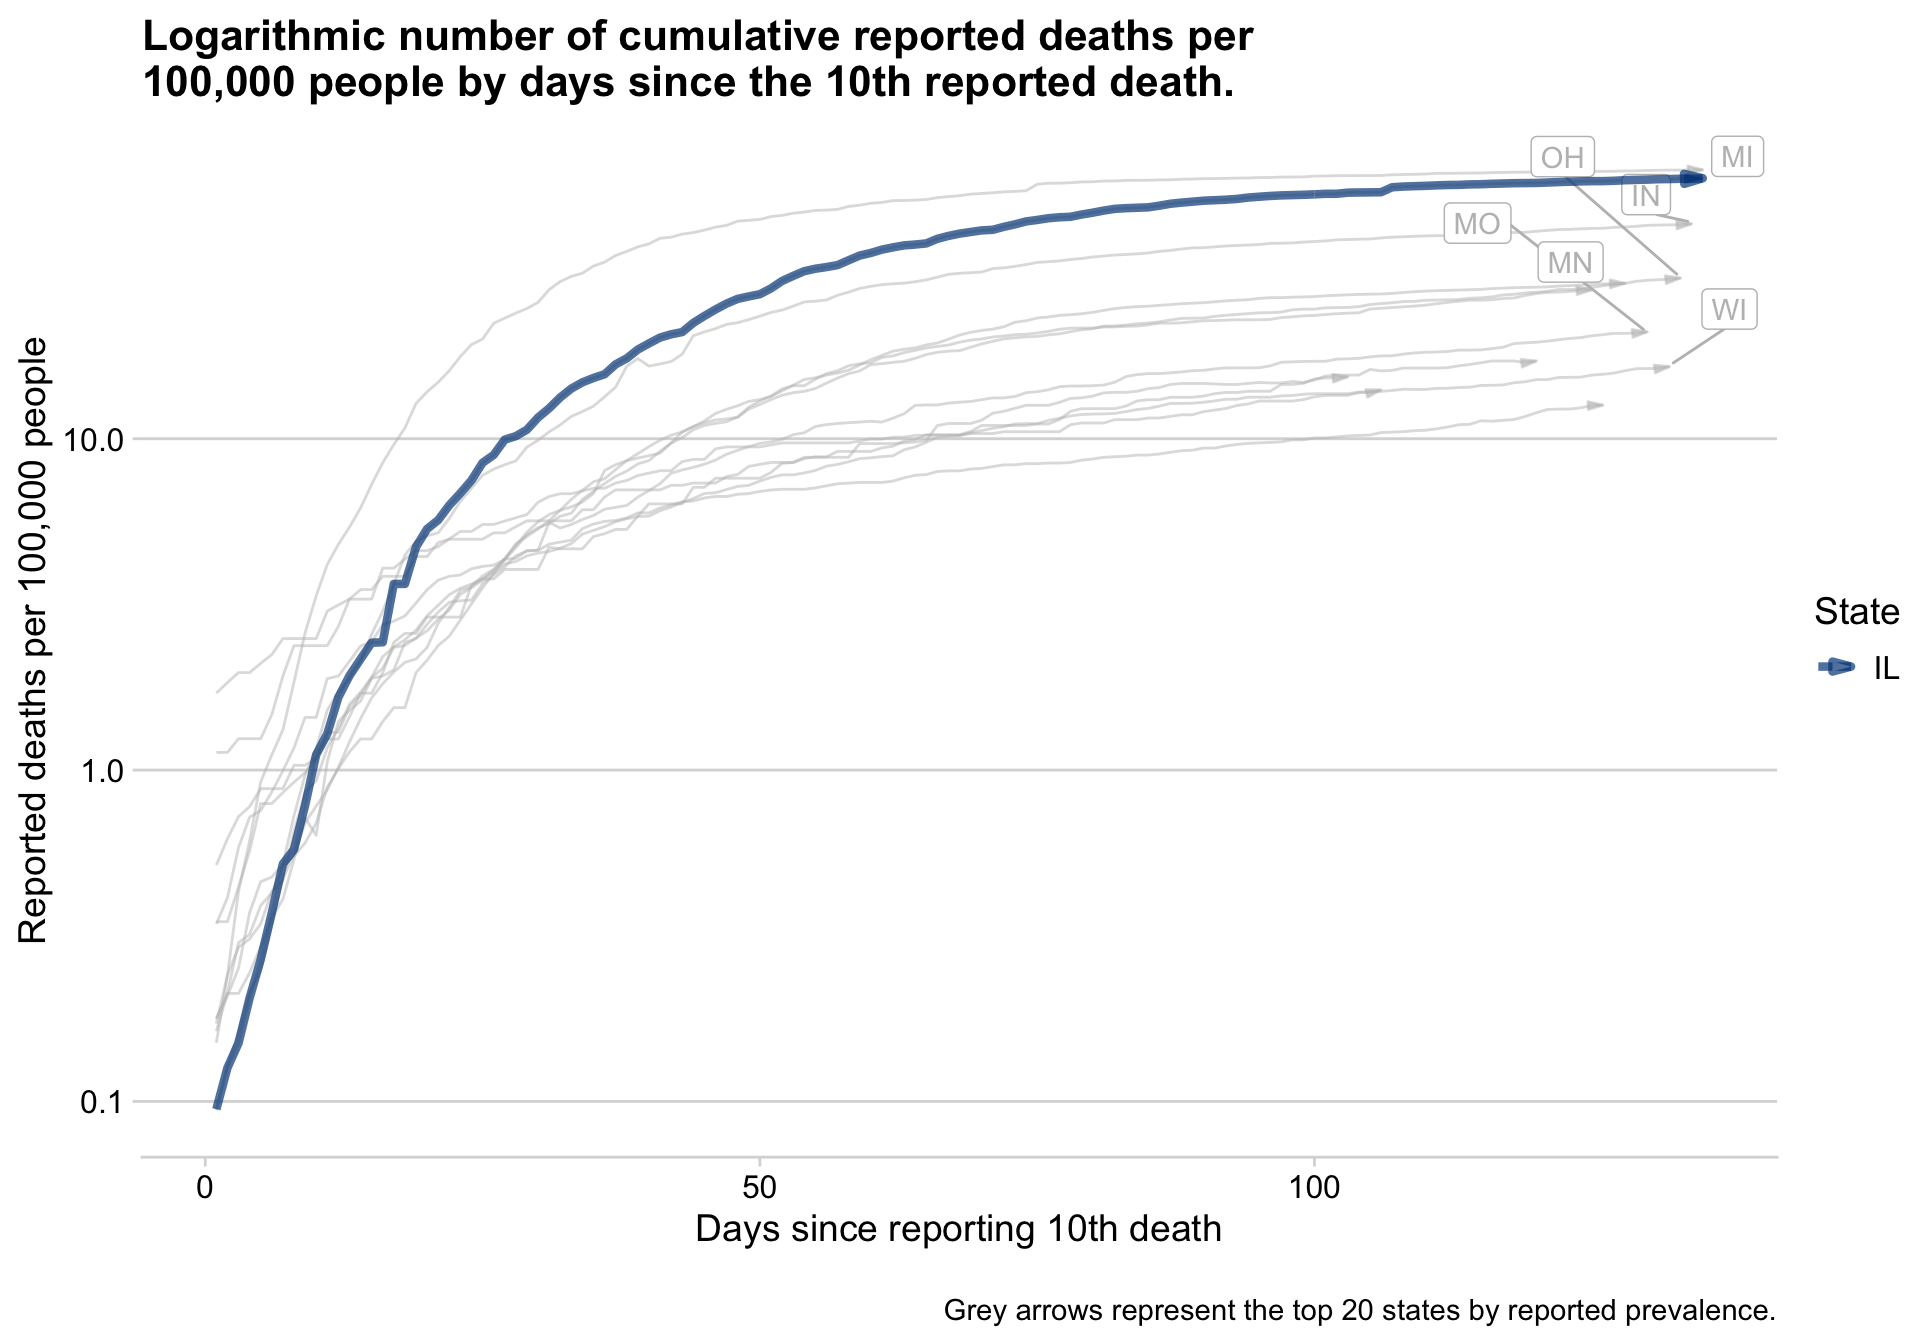 Logarithmic number of cumulative reported deaths per
100,000 people by days since the 10th reported death.
OH
MI
IN
MO
MN
WI
Reported deaths per 100,000 people
10.0
1.0
0.1
State
IL
0
50
100
Days since reporting 10th death
Grey arrows represent the top 20 states by reported prevalence.